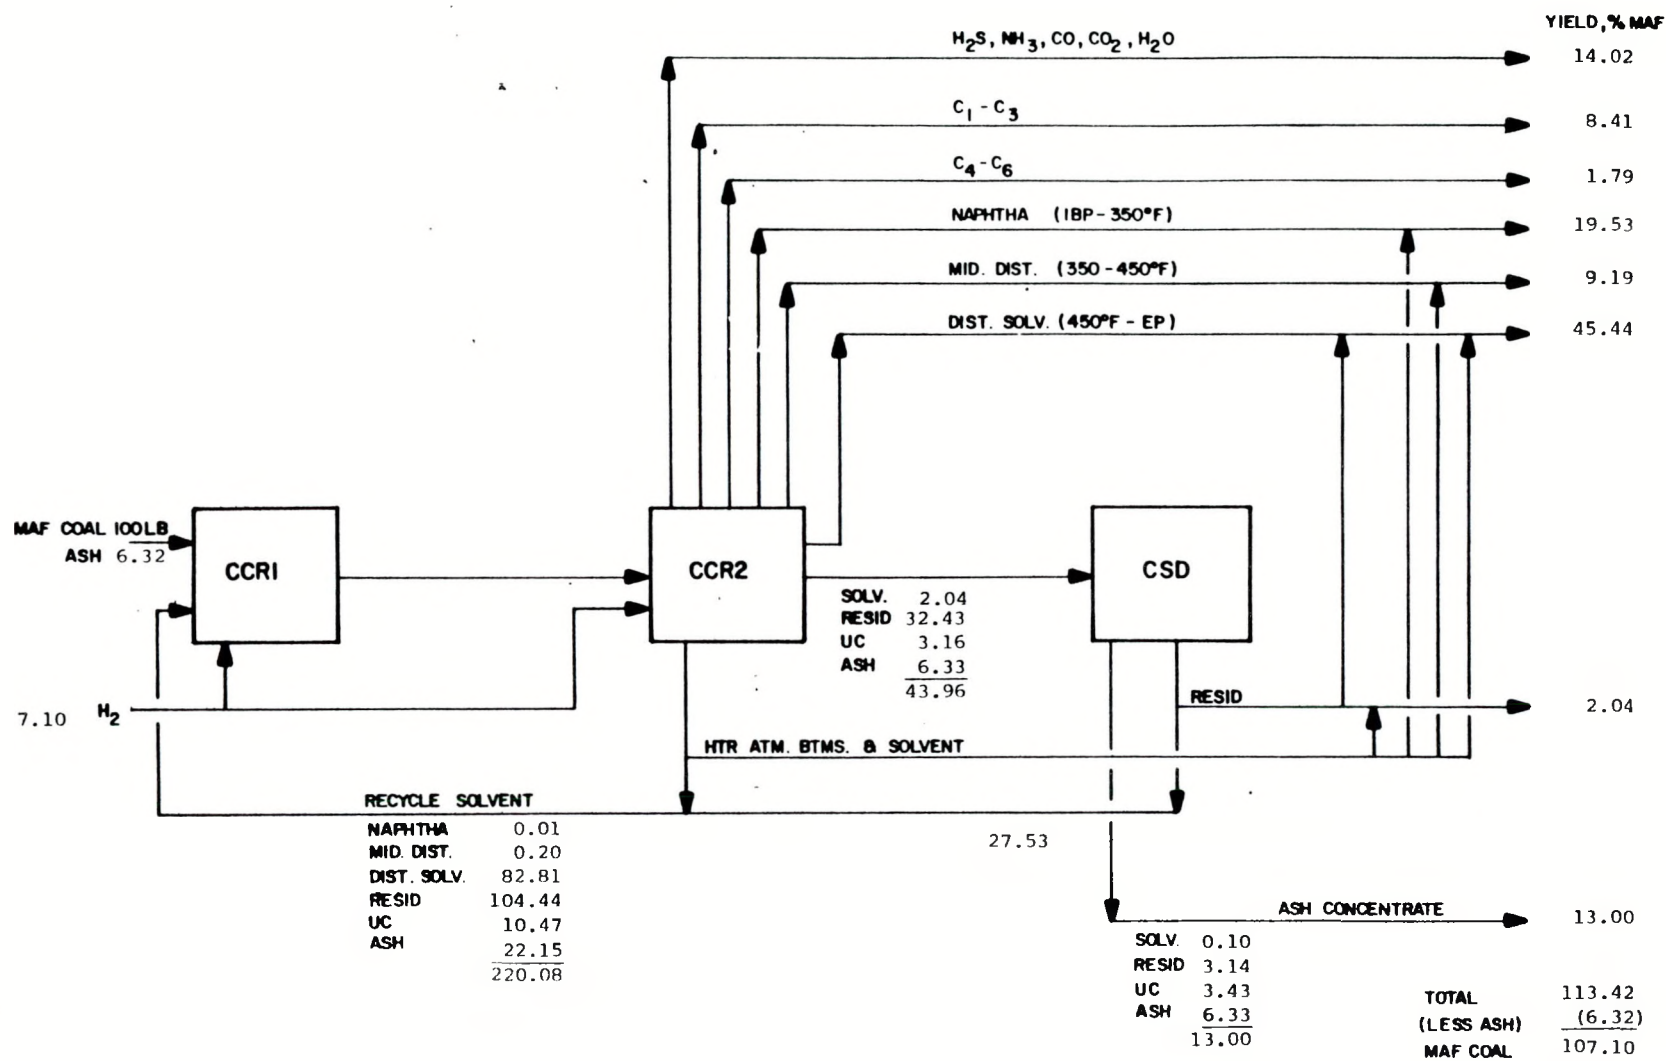 YIELD, % MAF
H2S, NH3, CO, CO2, H2O 14.02
C1 - C3 8.41
C4 - C6 1.79
NAPHTHA (IBP - 350°F) 19.53
MID. DIST. (350 - 450°F) 9.19
DIST. SOLV. (450°F - EP) 45.44
MAF COAL 100LB
ASH 6.32
CCR1
CCR2
CSD
SOLV. 2.04
RESID 32.43
UC 3.16
ASH 6.33
43.96
RESID 2.04
7.10 H2
HTR ATM. BTMS. & SOLVENT
RECYCLE SOLVENT
NAPHTHA 0.01
MID. DIST. 0.20
DIST. SOLV. 82.81
RESID 104.44
UC 10.47
ASH 22.15
220.08
27.53
ASH CONCENTRATE 13.00
SOLV. 0.10
RESID 3.14
UC 3.43
ASH 6.33
13.00
TOTAL 113.42
(LESS ASH) (6.32)
MAF COAL 107.10